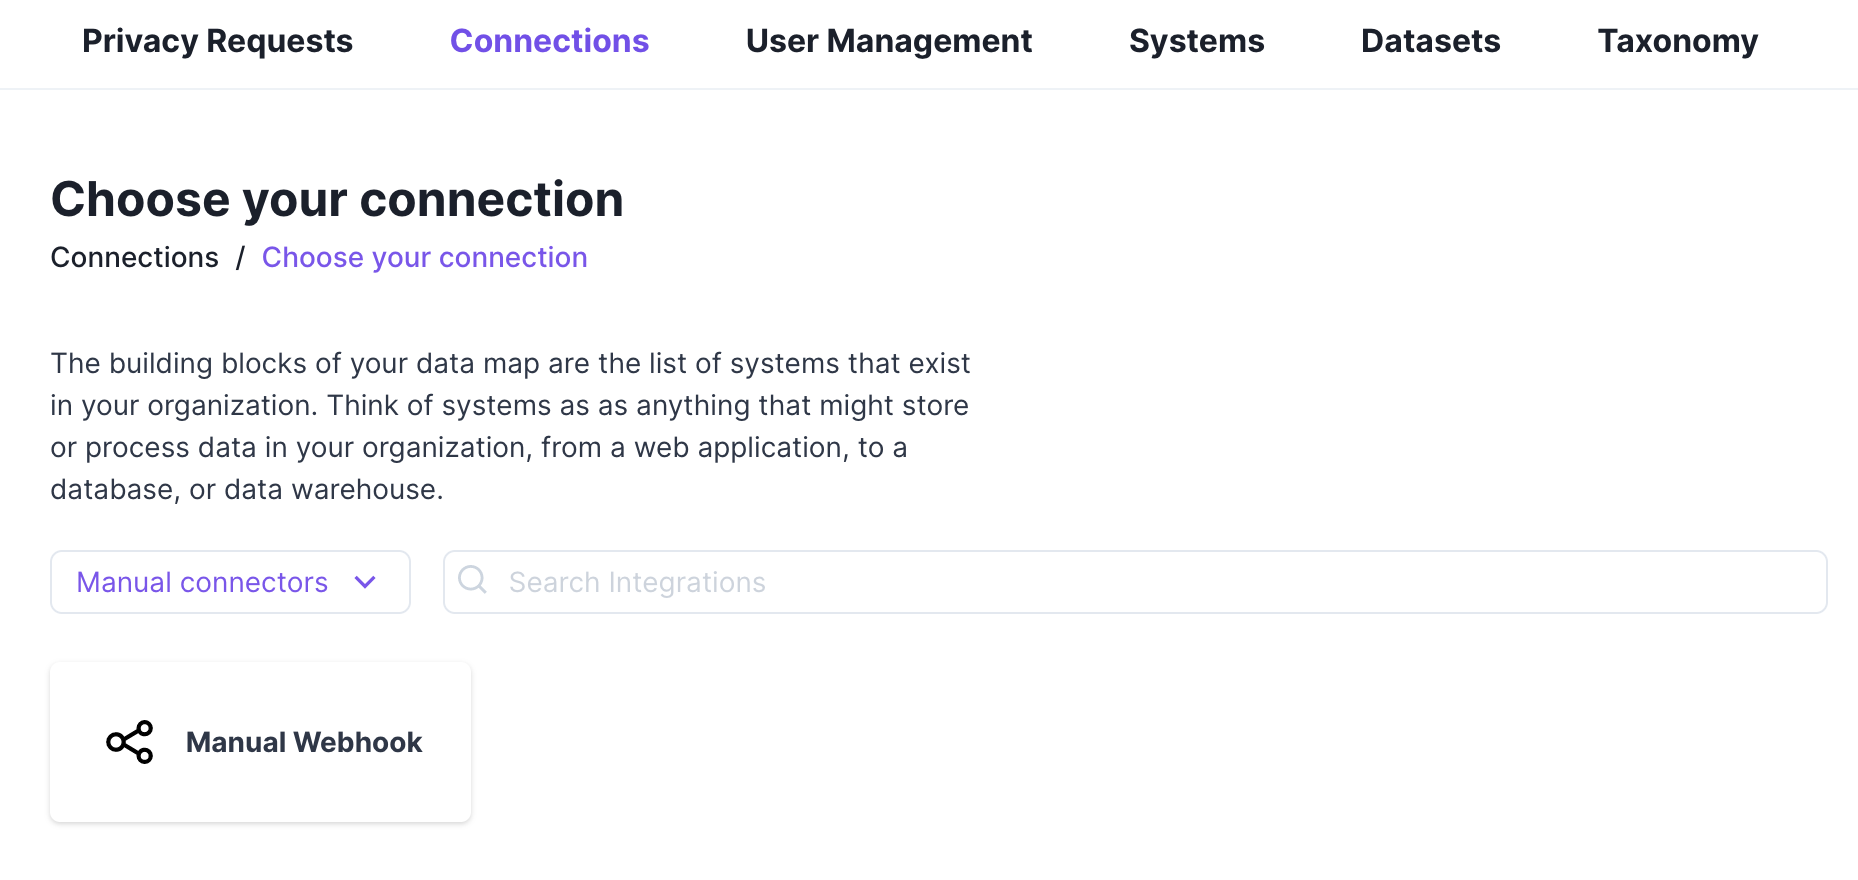 Privacy Requests Connections User Management Systems Datasets Taxonomy
Choose your connection
Connections / Choose your connection
The building blocks of your data map are the list of systems that exist
in your organization. Think of systems as as anything that might store
or process data in your organization, from a web application, to a
database, or data warehouse.
Manual connectors Search Integrations
Manual Webhook